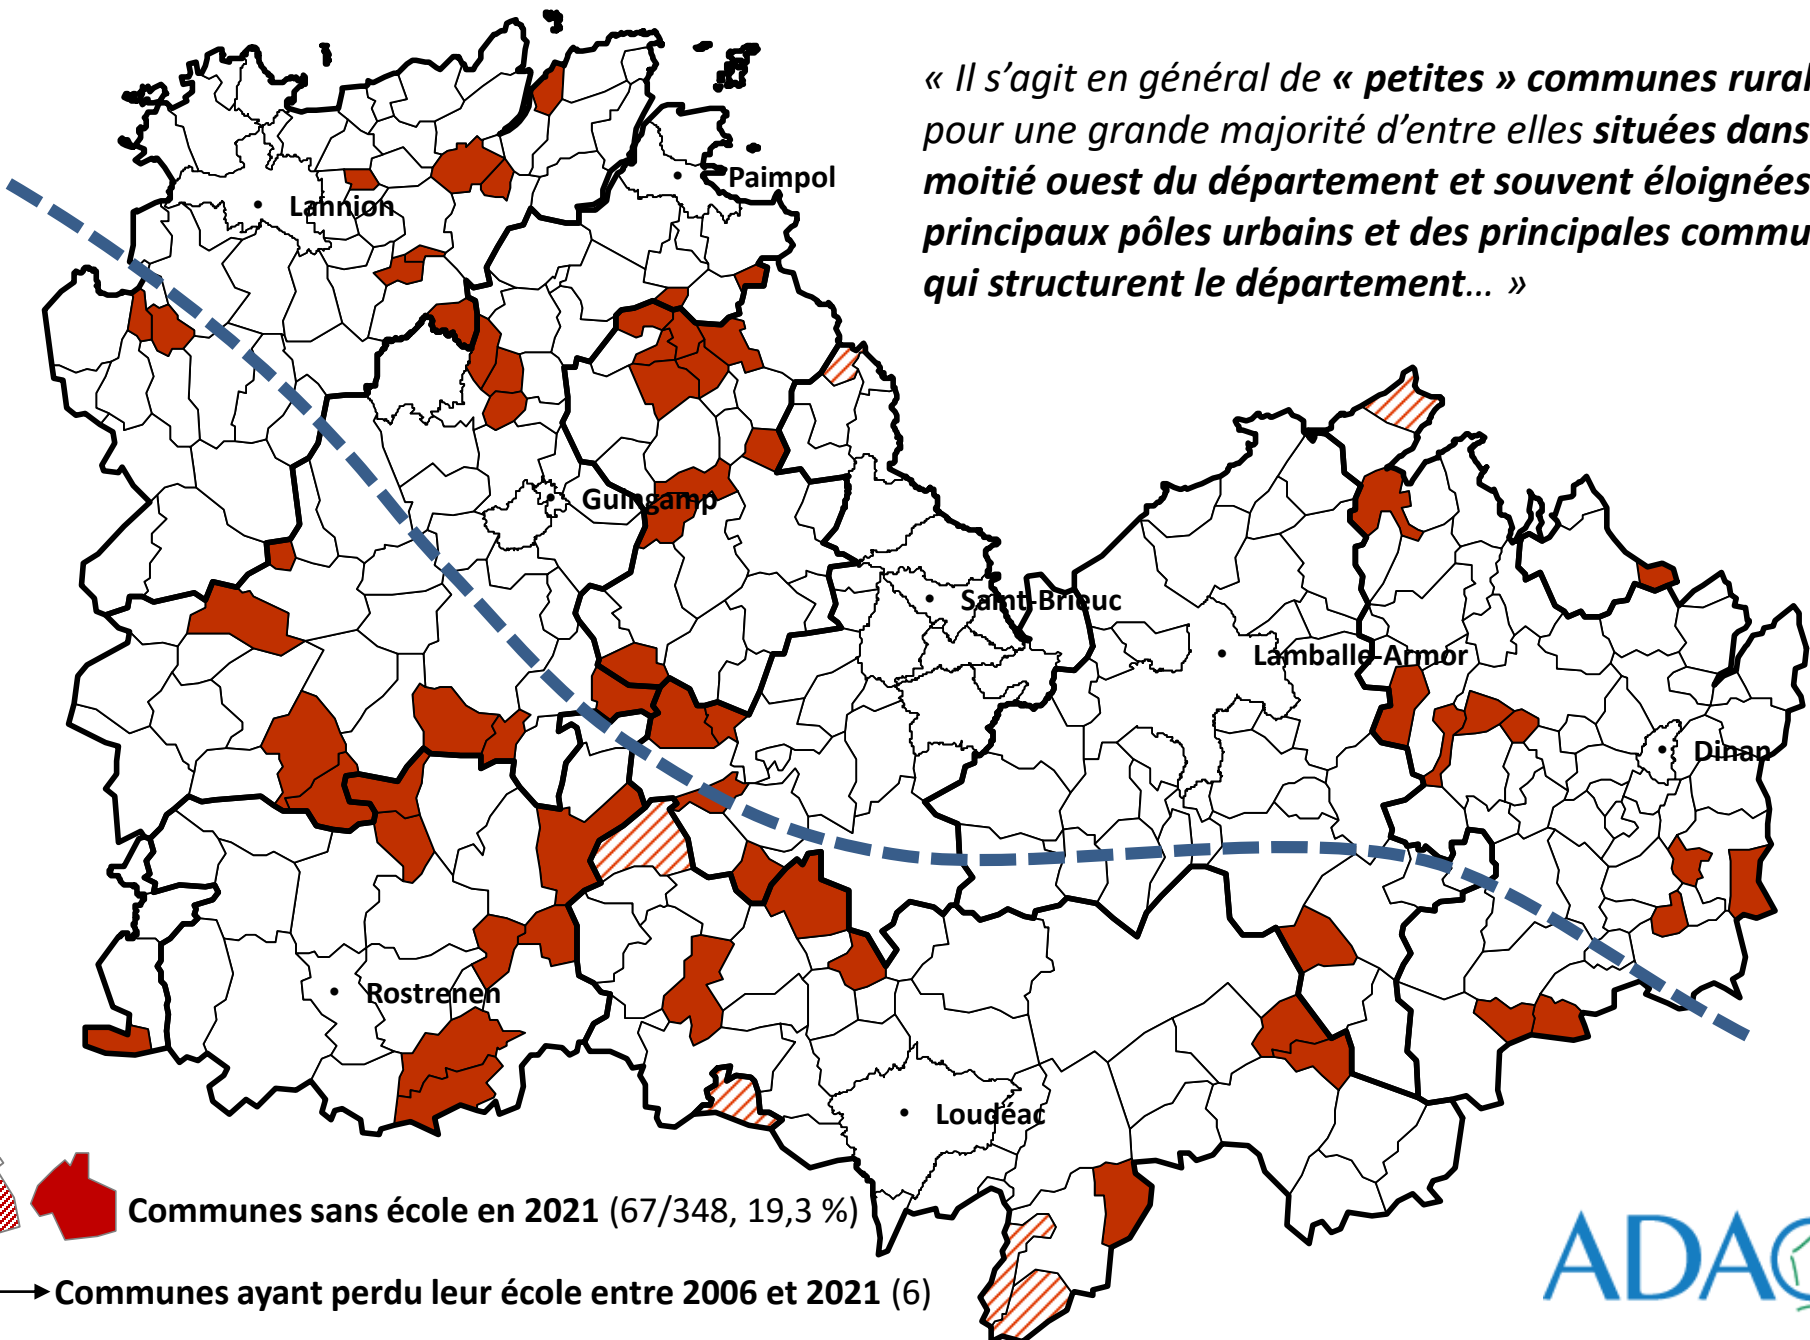 « Il s’agit en général de « petites » communes rural
pour une grande majorité d’entre elles situées dans
moitié ouest du département et souvent éloignées
principaux pôles urbains et des principales commu
qui structurent le département... »
Paimpol
Lannion
Guingamp
Saint-Brieuc
Lamballe-Armor
Dinan
Rostrenen
Loudéac
Communes sans école en 2021 (67/348, 19,3 %)
Communes ayant perdu leur école entre 2006 et 2021 (6)
ADAC